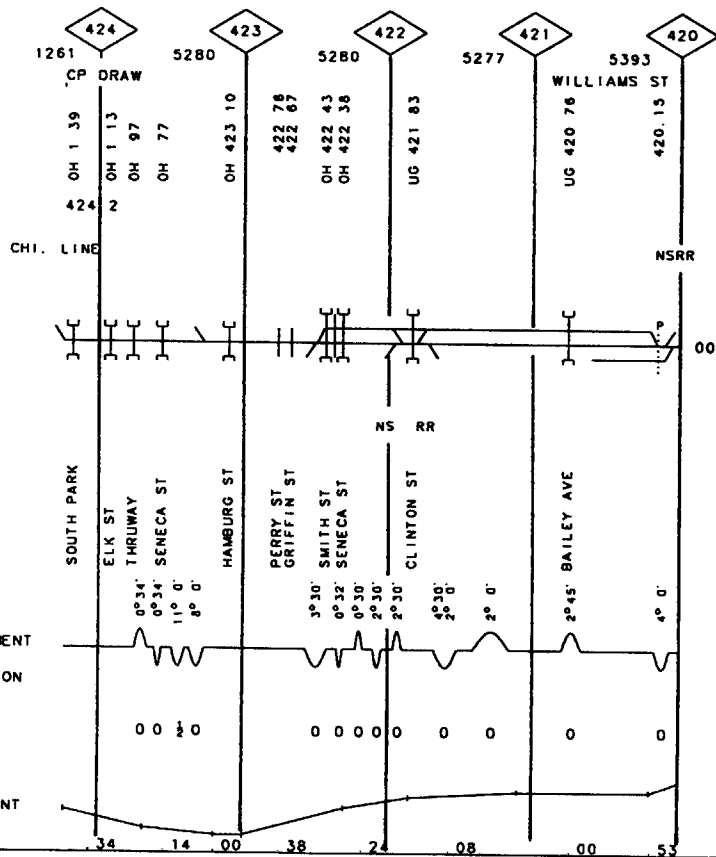 424 423 422 421 420
1261 5280 5280 5277 5393
CP DRAW WILLIAMS ST
OH 1 39
OH 1 13
OH 97
OH 77
OH 423 10
422 76
422 67
OH 422 43
OH 422 38
UG 421 83
UG 420 76
420.15
424 2
CHI. LINE
NSRR
P
00
NS RR
SOUTH PARK
ELK ST
THRUWAY
SENECA ST
HAMBURG ST
PERRY ST
GRIFFIN ST
SMITH ST
SENECA ST
CLINTON ST
BAILEY AVE
0°34'
0°34'
11° 0'
8° 0'
3°30'
0°32'
0°30'
2°30'
2°30'
4°30'
2° 0'
2° 0'
2°45'
4° 0'
ENT
ON
0 0 ½ 0 0 0 0 0 0 0 0 0 0
NT
.34 .14 .00 .38 .24 .08 .00 .53